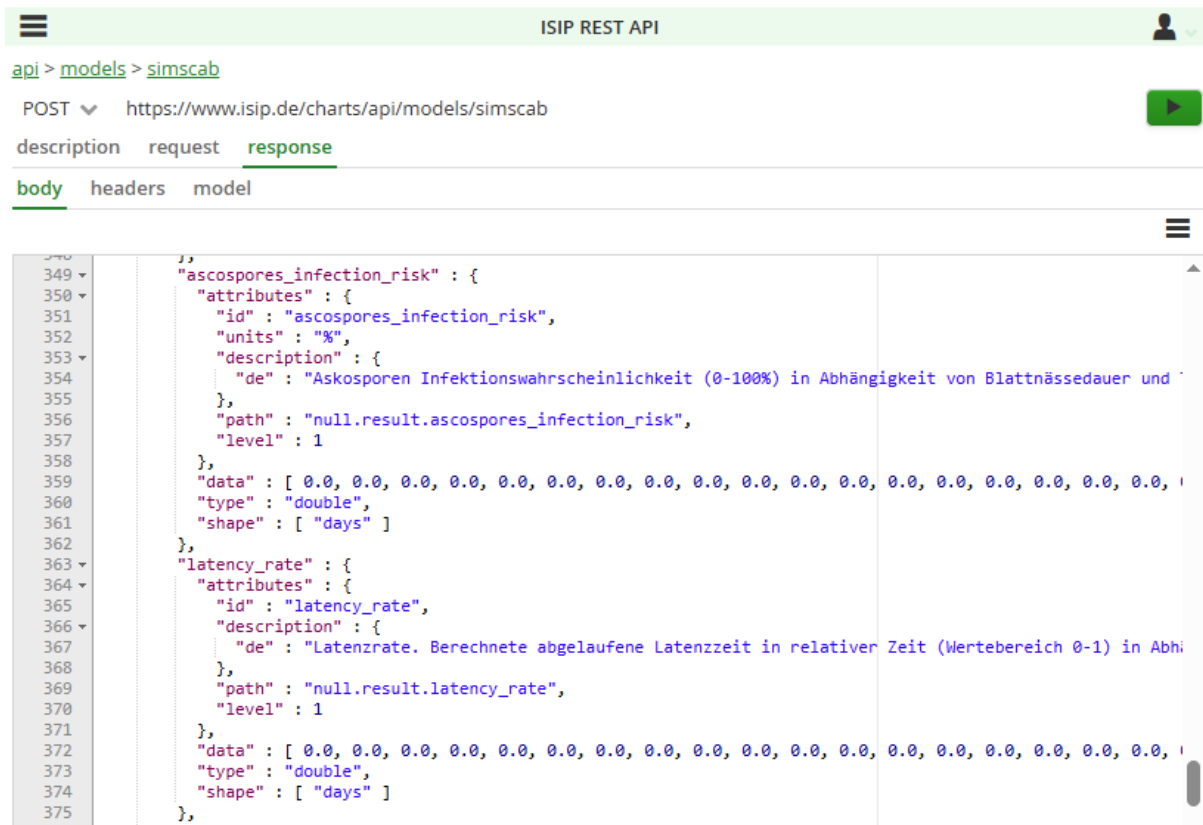 ISIP REST API
api > models > simscab
POST https://www.isip.de/charts/api/models/simscab
description request response
body headers model
349 "ascospores_infection_risk" : {
350 "attributes" : {
351 "id" : "ascospores_infection_risk",
352 "units" : "%",
353 "description" : {
354 "de" : "Askosporen Infektionswahrscheinlichkeit (0-100%) in Abhängigkeit von Blattnässedauer und
355 },
356 "path" : "null.result.ascospores_infection_risk",
357 "level" : 1
358 },
359 "data" : [ 0.0, 0.0, 0.0, 0.0, 0.0, 0.0, 0.0, 0.0, 0.0, 0.0, 0.0, 0.0, 0.0, 0.0, 0.0, 0.0, 0.0, 0.0,
360 "type" : "double",
361 "shape" : [ "days" ]
362 },
363 "latency_rate" : {
364 "attributes" : {
365 "id" : "latency_rate",
366 "description" : {
367 "de" : "Latenzrate. Berechnete abgelaufene Latenzzeit in relativer Zeit (Wertebereich 0-1) in
368 },
369 "path" : "null.result.latency_rate",
370 "level" : 1
371 },
372 "data" : [ 0.0, 0.0, 0.0, 0.0, 0.0, 0.0, 0.0, 0.0, 0.0, 0.0, 0.0, 0.0, 0.0, 0.0, 0.0, 0.0, 0.0, 0.0,
373 "type" : "double",
374 "shape" : [ "days" ]
375 },